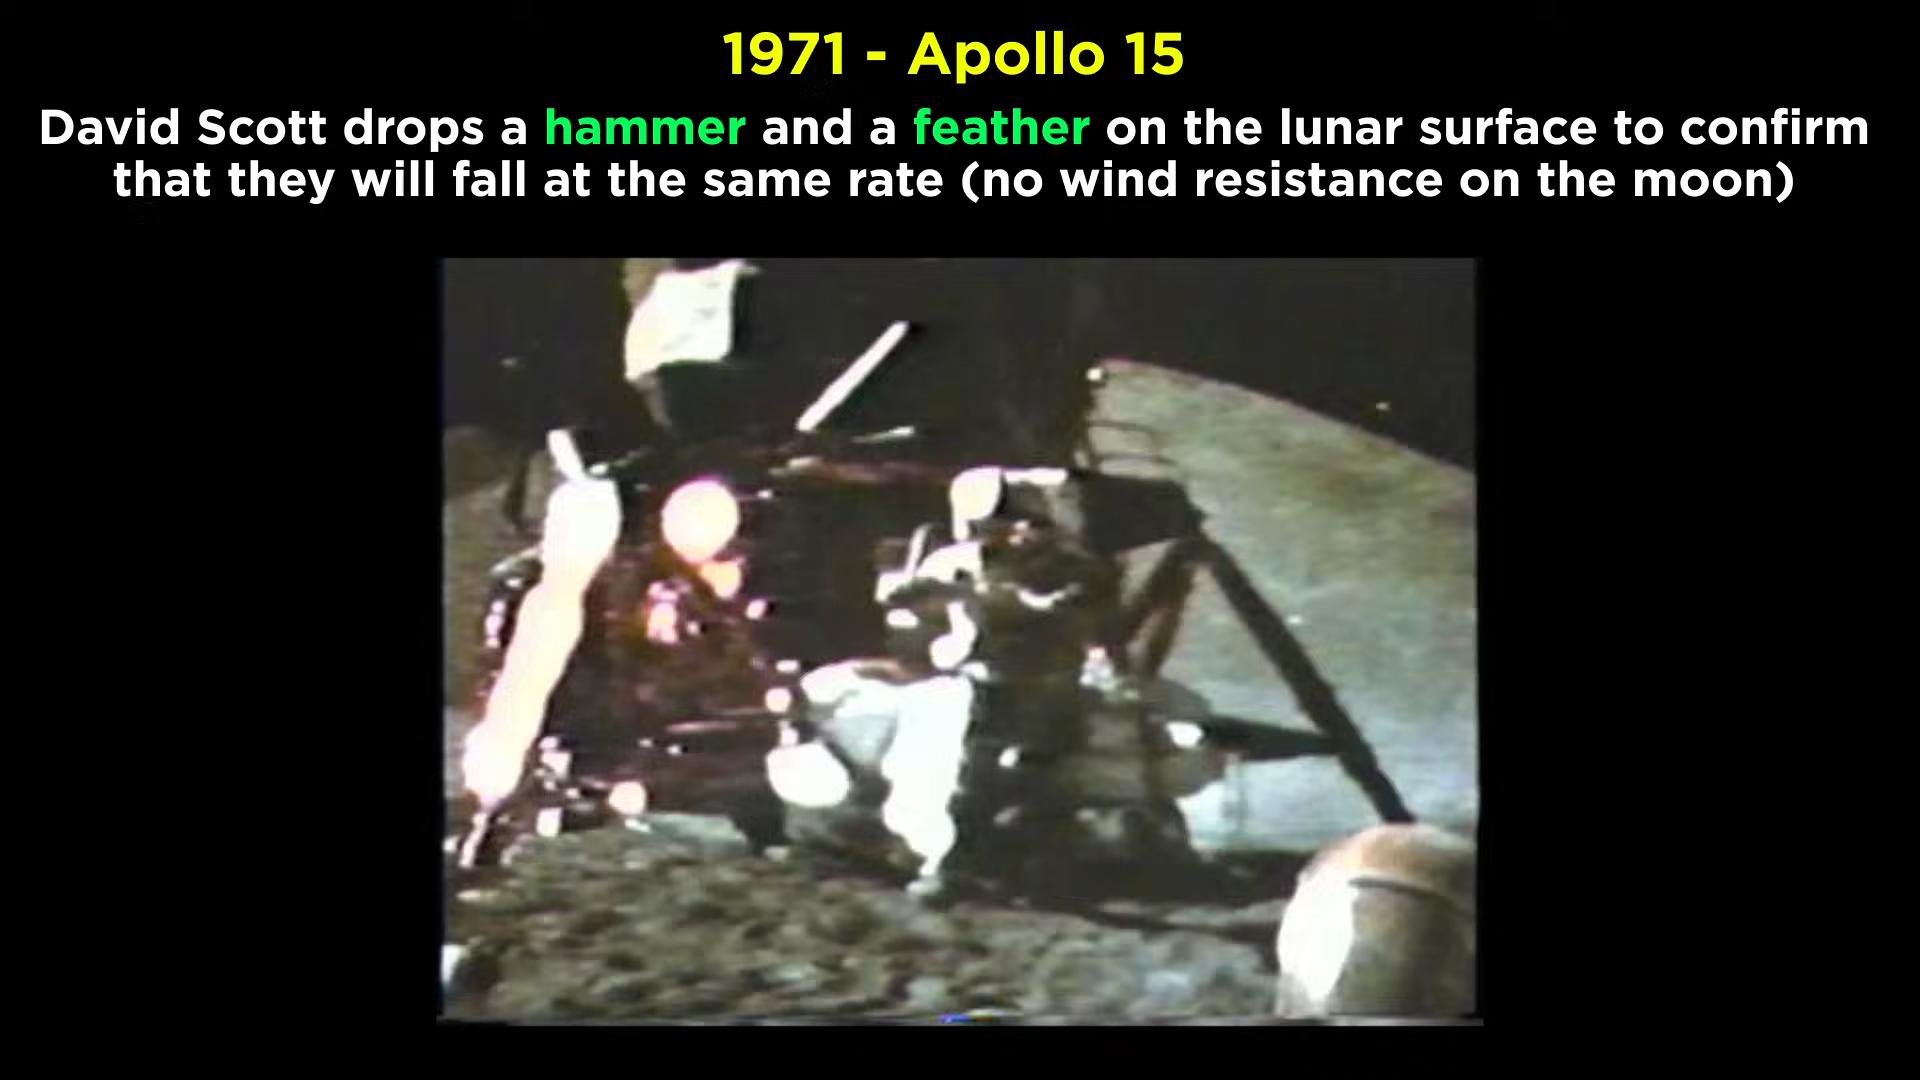 1971 - Apollo 15
David Scott drops a hammer and a feather on the lunar surface to confirm
that they will fall at the same rate (no wind resistance on the moon)